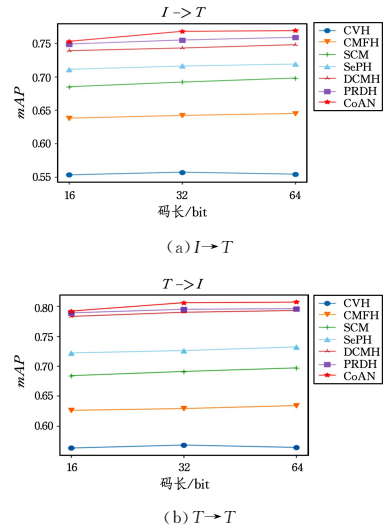 I −> T
mAP
0.75
0.70
0.65
0.60
0.55
16
32
64
码长/bit
CVH
CMFH
SCM
SePH
DCMH
PRDH
CoAN
(a) I→T
T −> I
mAP
0.80
0.75
0.70
0.65
0.60
16
32
64
码长/bit
CVH
CMFH
SCM
SePH
DCMH
PRDH
CoAN
(b) T→T